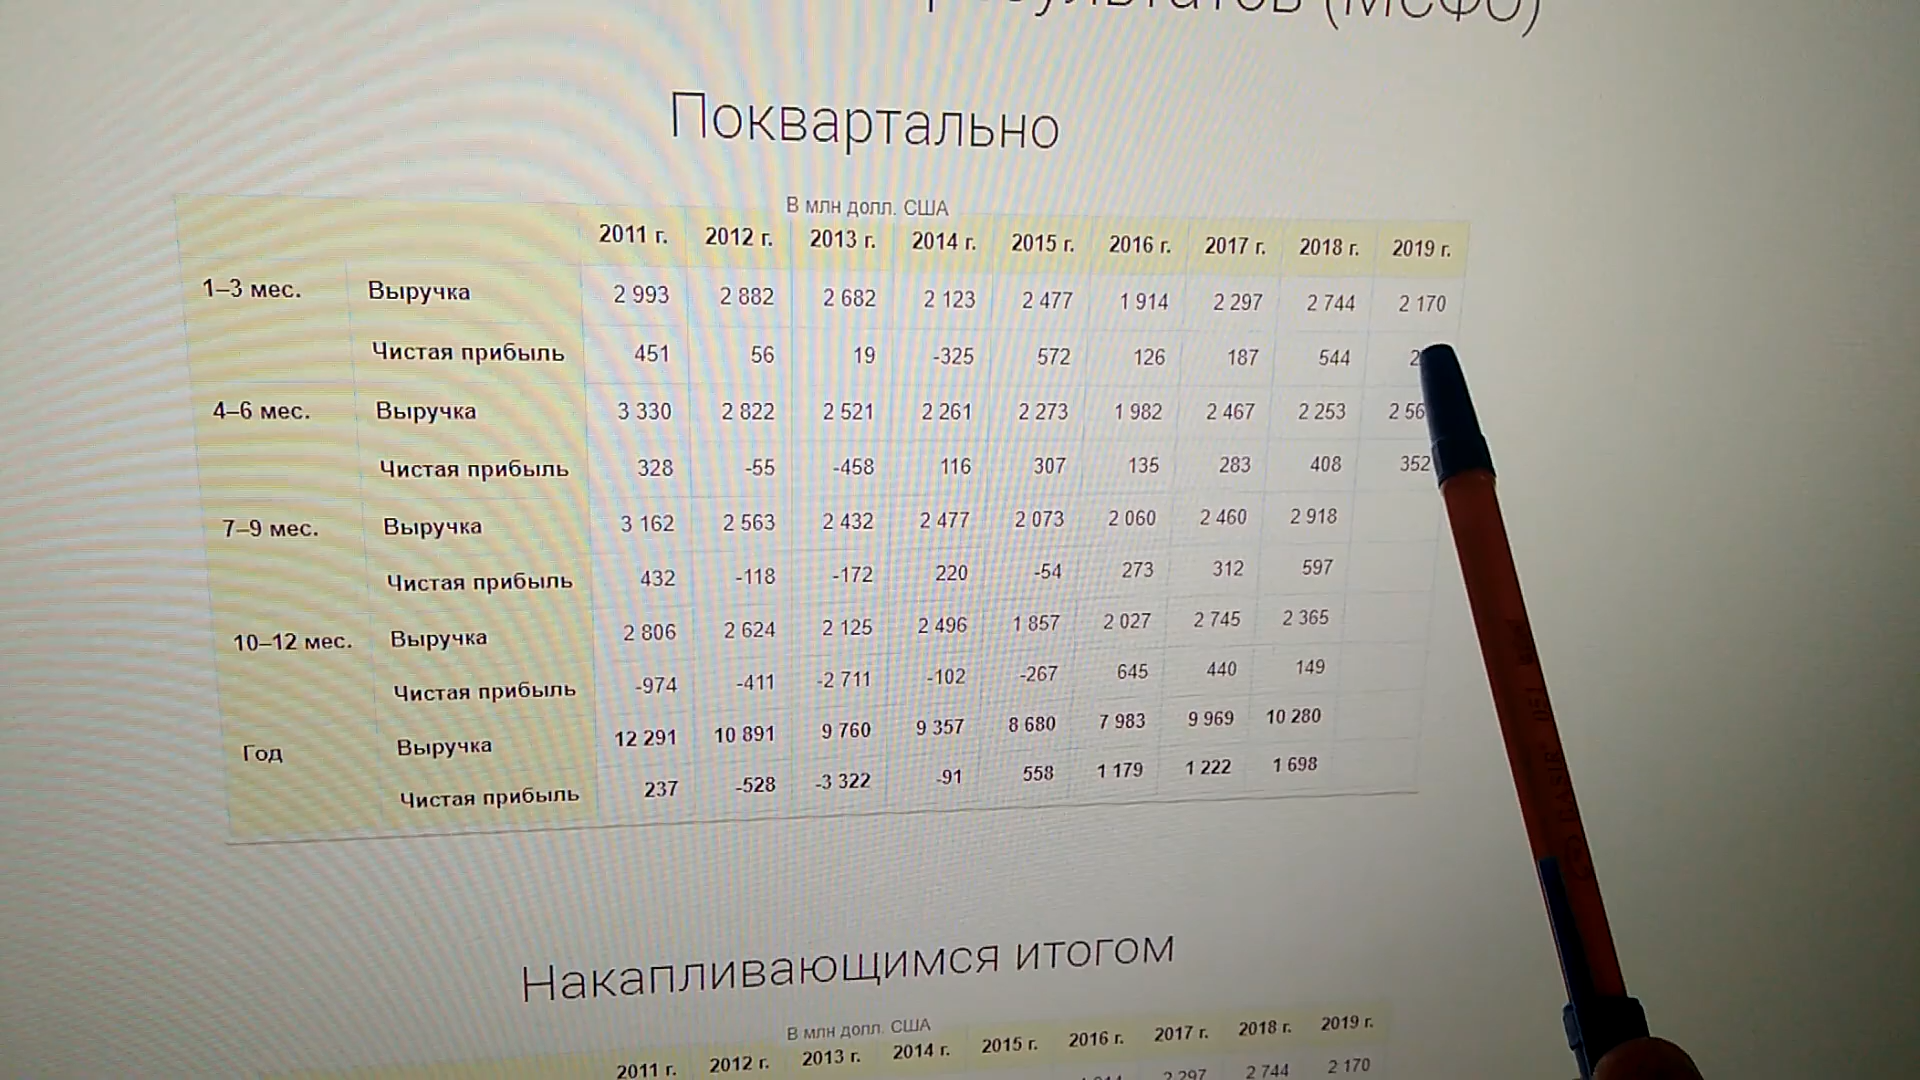 (МСФО)
Поквартально
В млн долл. США
2011 г. 2012 г. 2013 г. 2014 г. 2015 г. 2016 г. 2017 г. 2018 г. 2019 г.
1–3 мес. Выручка 2 993 2 882 2 682 2 123 2 477 1 914 2 297 2 744 2 170
Чистая прибыль 451 56 19 -325 572 126 187 544
4–6 мес. Выручка 3 330 2 822 2 521 2 261 2 273 1 982 2 467 2 253
Чистая прибыль 328 -55 -458 116 307 135 283 408 352
7–9 мес. Выручка 3 162 2 563 2 432 2 477 2 073 2 060 2 460 2 918
Чистая прибыль 432 -118 -172 220 -54 273 312 597
10–12 мес. Выручка 2 806 2 624 2 125 2 496 1 857 2 027 2 745 2 365
Чистая прибыль -974 -411 -2 711 -102 -267 645 440 149
Год Выручка 12 291 10 891 9 760 9 357 8 680 7 983 9 969 10 280
Чистая прибыль 237 -528 -3 322 -91 558 1 179 1 222 1 698
Накапливающимся итогом
В млн долл. США
2011 г. 2012 г. 2013 г. 2014 г. 2015 г. 2016 г. 2017 г. 2018 г. 2019 г.
2 297 2 744 2 170